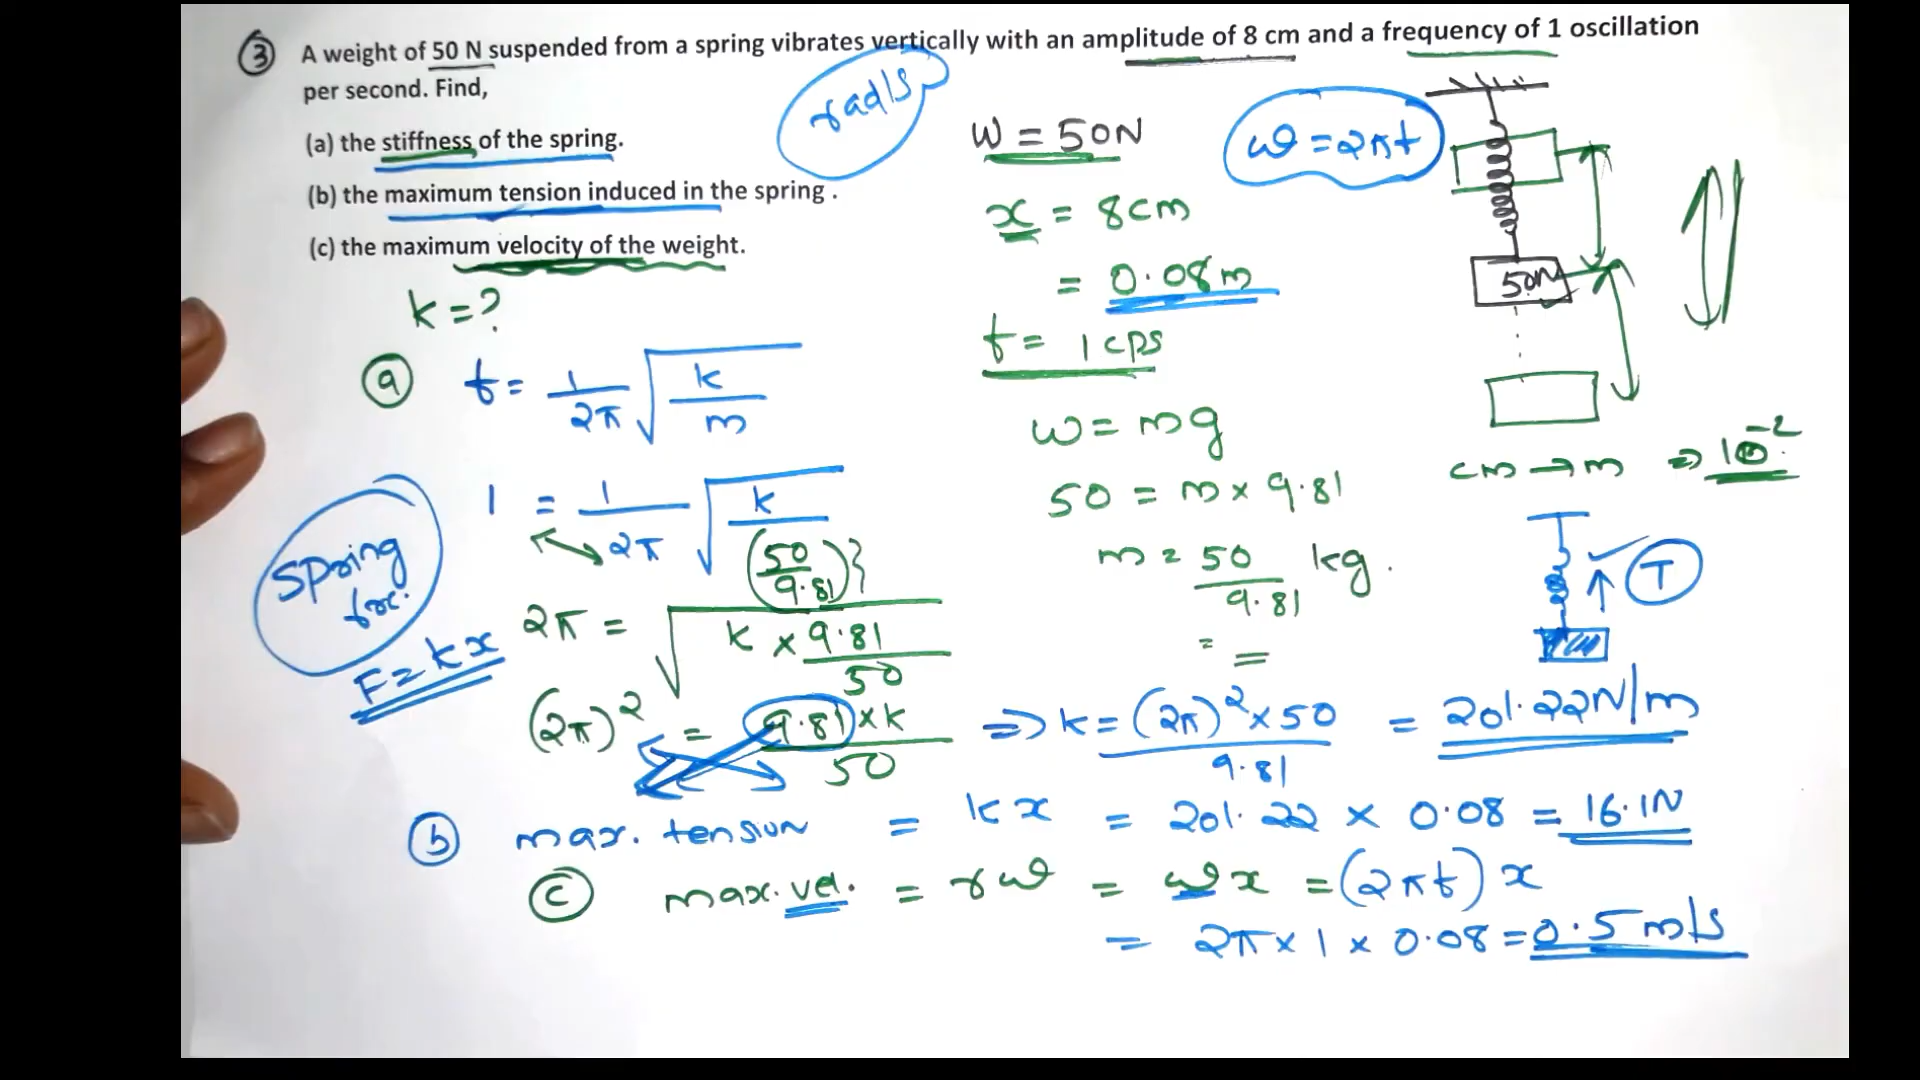 ③ A weight of 50 N suspended from a spring vibrates vertically with an amplitude of 8 cm and a frequency of 1 oscillation
per second. Find,
(a) the stiffness of the spring.
(b) the maximum tension induced in the spring .
(c) the maximum velocity of the weight.
rad/s
W = 50N
ω = 2πf
x = 8cm
= 0.08m
f = 1 cps
50N
k = ?
ⓐ f = 1/2π √(k/m)
w = mg
cm → m ⇒ 10⁻²
1 = 1/2π √(k/(50/9.81))
50 = m x 9.81
m = 50/9.81 kg.
= =
T
Spring for.
F = kx
2π = √(k x 9.81/50)
(2π)² = 9.81 x k/50 ⇒ k = (2π)² x 50/9.81 = 201.22N/m
ⓑ max. tension = kx = 201.22 x 0.08 = 16.1N
ⓒ max. vel. = rω = ωx = (2πf) x
= 2π x 1 x 0.08 = 0.5 m/s